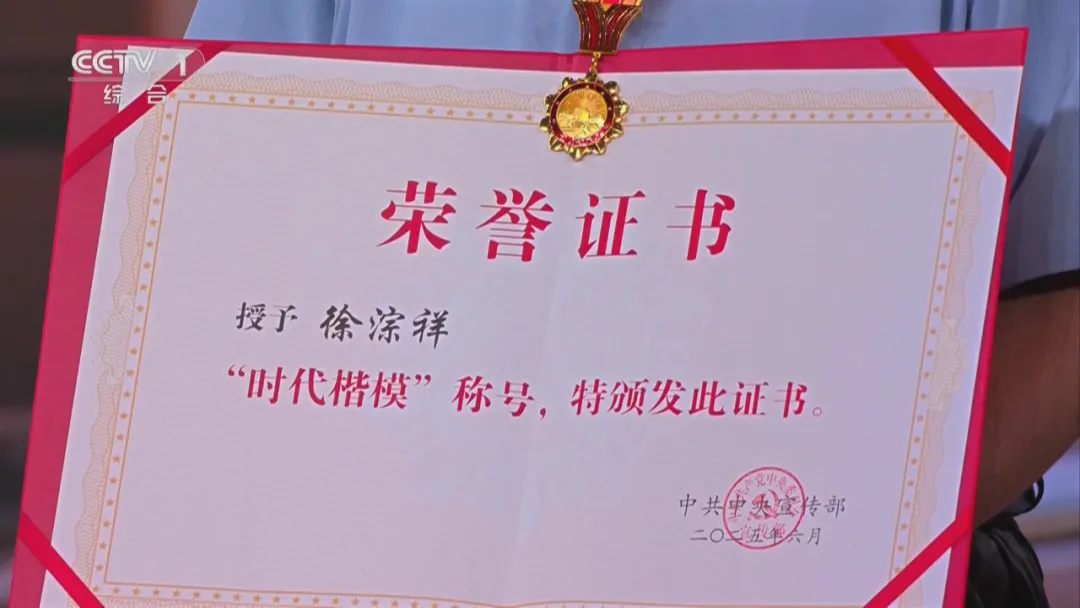 CCTV 1
综合
荣誉证书
授予 徐淙祥
“时代楷模”称号，特颁发此证书。
中共中央宣传部
二〇二五年六月